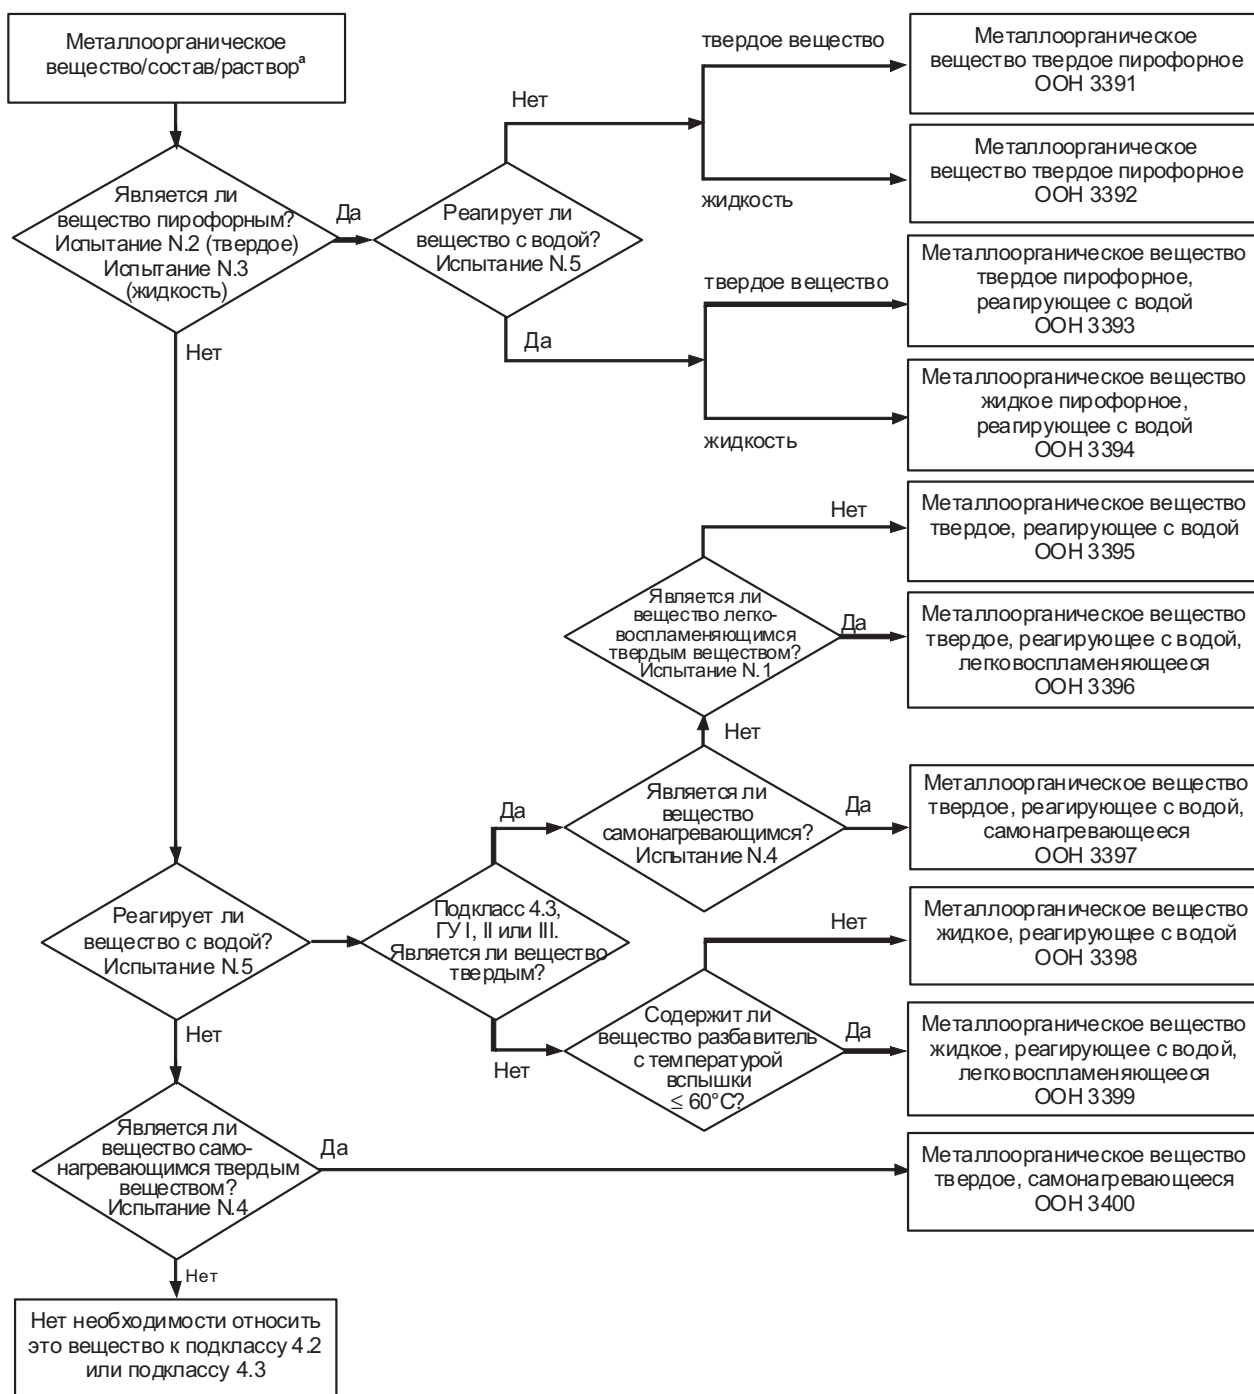 Металлоорганическое
вещество/состав/растворª
Является ли
вещество пирофорным?
Испытание N.2 (твердое)
Испытание N.3
(жидкость)
Да
Нет
Реагирует ли
вещество с водой?
Испытание N.5
Нет
Да
твердое вещество
жидкость
Металлоорганическое
вещество твердое пирофорное
ООН 3391
Металлоорганическое
вещество твердое пирофорное
ООН 3392
твердое вещество
жидкость
Металлоорганическое вещество
твердое пирофорное,
реагирующее с водой
ООН 3393
Металлоорганическое вещество
жидкое пирофорное,
реагирующее с водой
ООН 3394
Нет
Металлоорганическое вещество
твердое, реагирующее с водой
ООН 3395
Является ли
вещество легко-
воспламеняющимся
твердым веществом?
Испытание N.1
Да
Металлоорганическое вещество
твердое, реагирующее с водой,
легковоспламеняющееся
ООН 3396
Нет
Да
Является ли
вещество
самонагревающимся?
Испытание N.4
Да
Металлоорганическое вещество
твердое, реагирующее с водой,
самонагревающееся
ООН 3397
Реагирует ли
вещество с водой?
Испытание N.5
Подкласс 4.3,
ГУ I, II или III.
Является ли вещество
твердым?
Нет
Металлоорганическое вещество
жидкое, реагирующее с водой
ООН 3398
Нет
Нет
Содержит ли
вещество разбавитель
с температурой
вспышки
≤ 60°C?
Да
Металлоорганическое вещество
жидкое, реагирующее с водой,
легковоспламеняющееся
ООН 3399
Является ли
вещество само-
нагревающимся твердым
веществом?
Испытание N.4
Да
Металлоорганическое вещество
твердое, самонагревающееся
ООН 3400
Нет
Нет необходимости относить
это вещество к подклассу 4.2
или подклассу 4.3